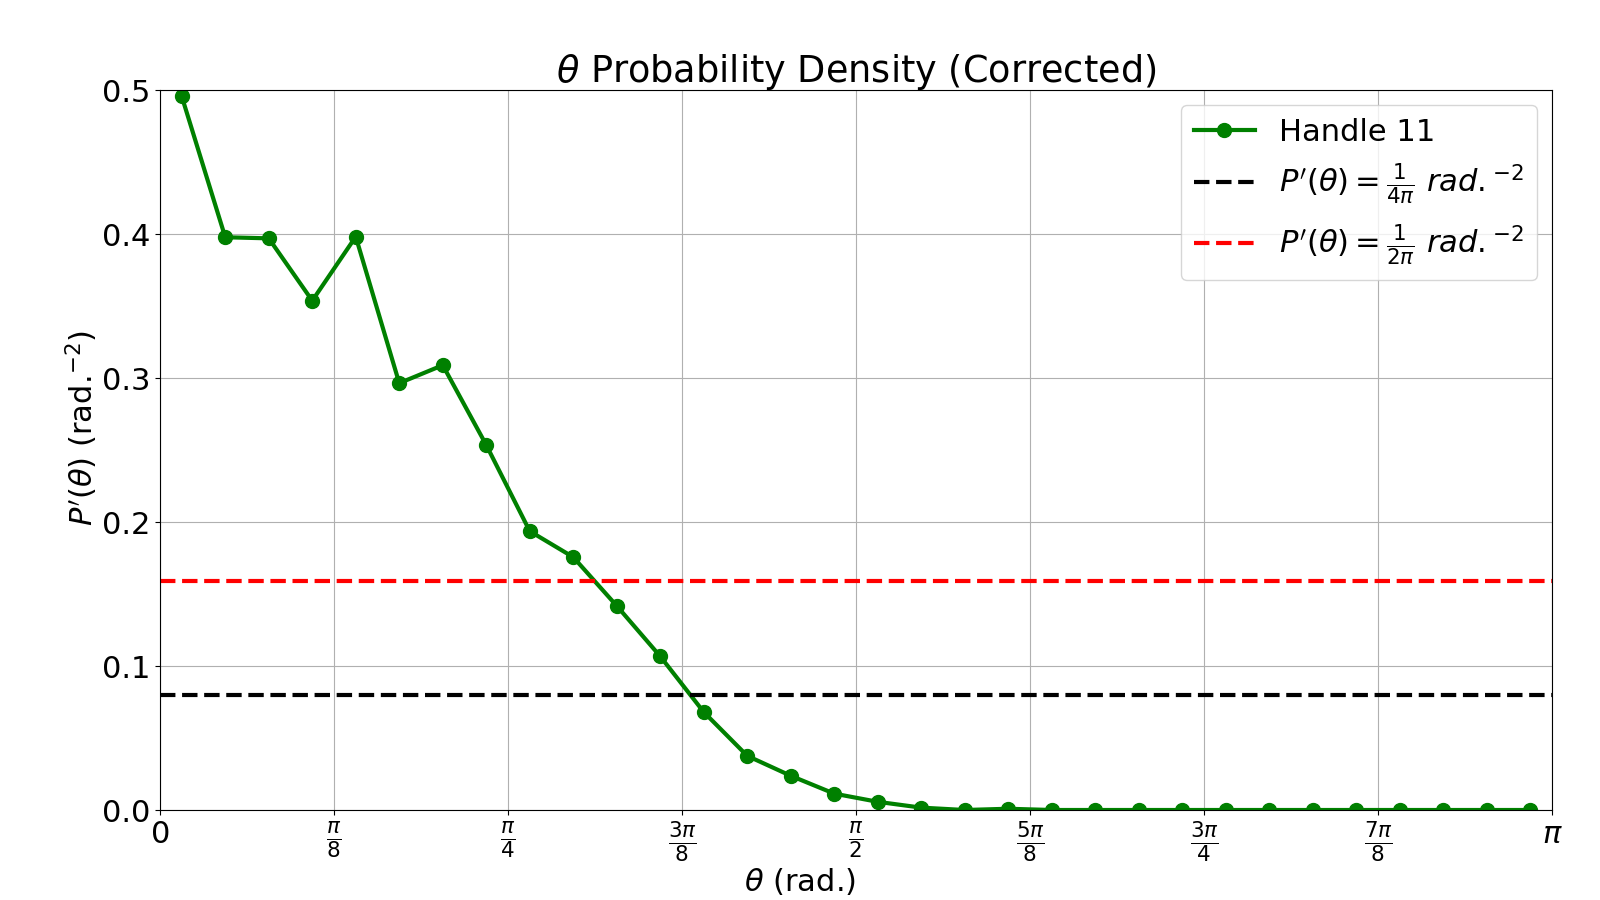 θ Probability Density (Corrected)
0.5
0.4
0.3
0.2
0.1
0.0
P′(θ) (rad.⁻²)
Handle 11
P′(θ) = 1/4π rad.⁻²
P′(θ) = 1/2π rad.⁻²
0 π/8 π/4 3π/8 π/2 5π/8 3π/4 7π/8 π
θ (rad.)